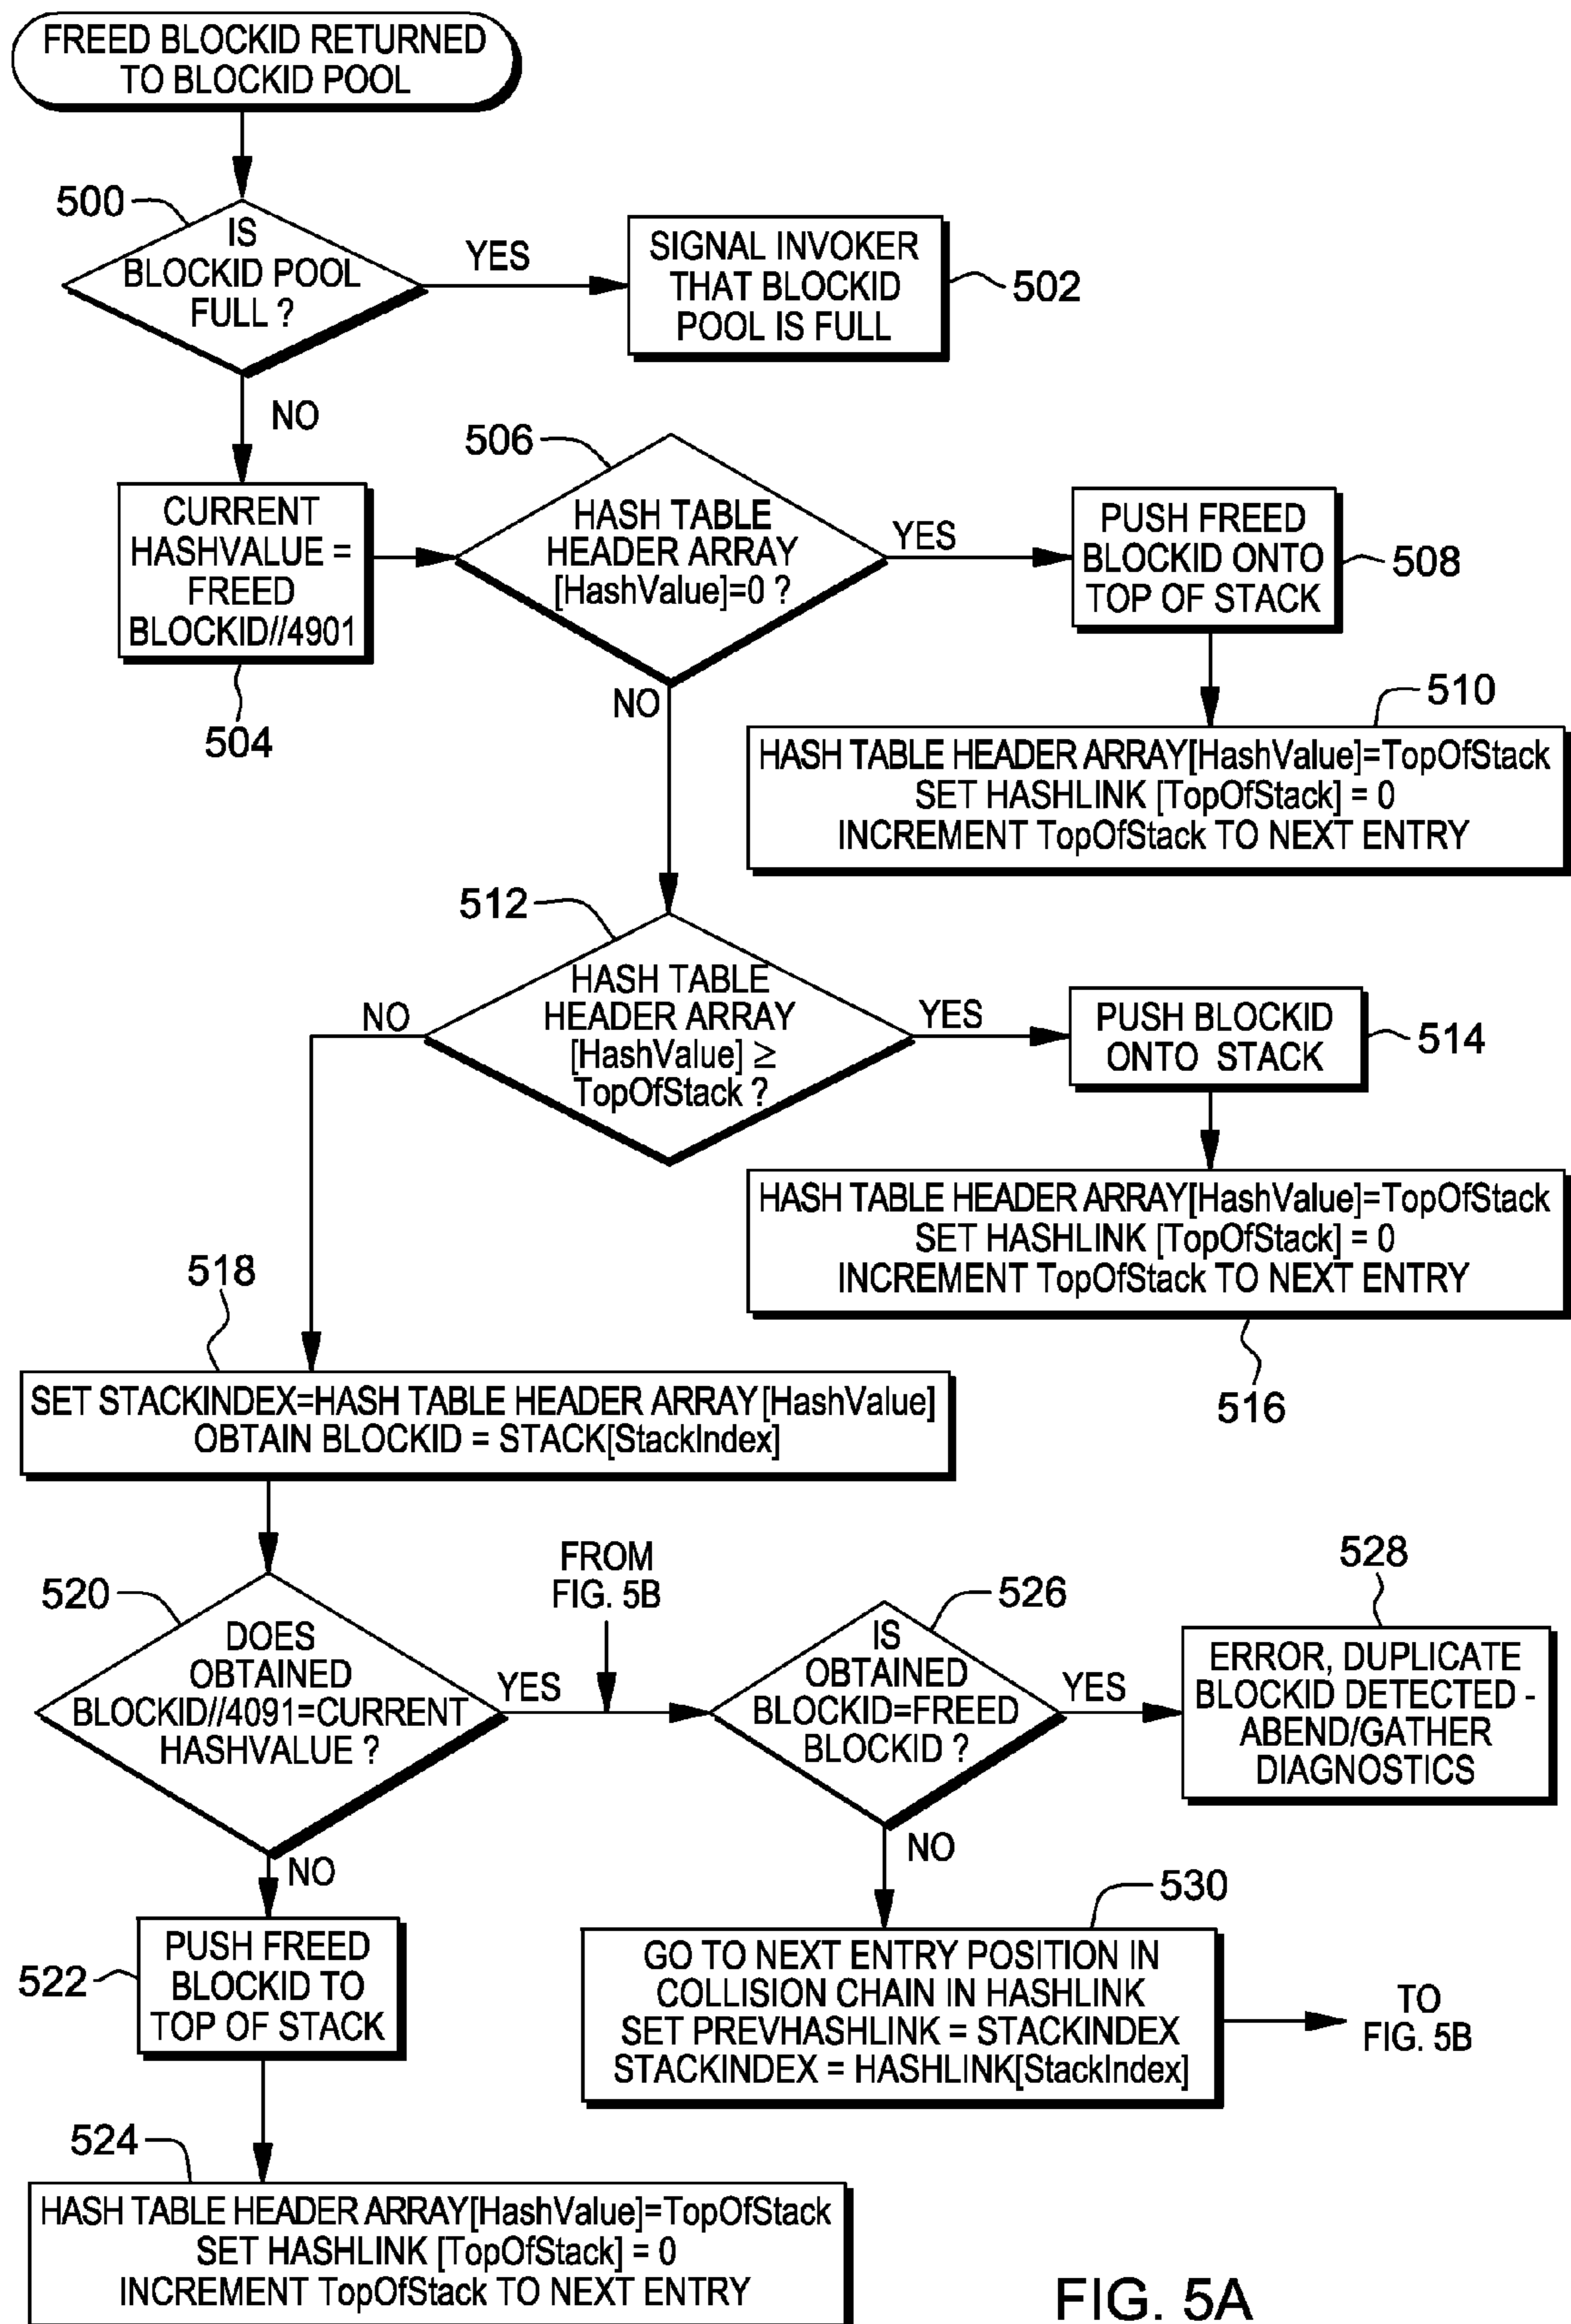 FREED BLOCKID RETURNED
TO BLOCKID POOL
500
IS
BLOCKID POOL
FULL ?
YES
SIGNAL INVOKER
THAT BLOCKID
POOL IS FULL
502
NO
504
CURRENT
HASHVALUE =
FREED
BLOCKID//4901
506
HASH TABLE
HEADER ARRAY
[HashValue]=0 ?
YES
PUSH FREED
BLOCKID ONTO
TOP OF STACK
508
NO
510
HASH TABLE HEADER ARRAY[HashValue]=TopOfStack
SET HASHLINK [TopOfStack] = 0
INCREMENT TopOfStack TO NEXT ENTRY
512
HASH TABLE
HEADER ARRAY
[HashValue] ≥
TopOfStack ?
NO
YES
PUSH BLOCKID
ONTO STACK
514
HASH TABLE HEADER ARRAY[HashValue]=TopOfStack
SET HASHLINK [TopOfStack] = 0
INCREMENT TopOfStack TO NEXT ENTRY
516
518
SET STACKINDEX=HASH TABLE HEADER ARRAY[HashValue]
OBTAIN BLOCKID = STACK[StackIndex]
520
DOES
OBTAINED
BLOCKID//4091=CURRENT
HASHVALUE ?
YES
FROM
FIG. 5B
526
IS
OBTAINED
BLOCKID=FREED
BLOCKID ?
YES
528
ERROR, DUPLICATE
BLOCKID DETECTED -
ABEND/GATHER
DIAGNOSTICS
NO
522
PUSH FREED
BLOCKID TO
TOP OF STACK
NO
530
GO TO NEXT ENTRY POSITION IN
COLLISION CHAIN IN HASHLINK
SET PREVHASHLINK = STACKINDEX
STACKINDEX = HASHLINK[StackIndex]
TO
FIG. 5B
524
HASH TABLE HEADER ARRAY[HashValue]=TopOfStack
SET HASHLINK [TopOfStack] = 0
INCREMENT TopOfStack TO NEXT ENTRY
FIG. 5A